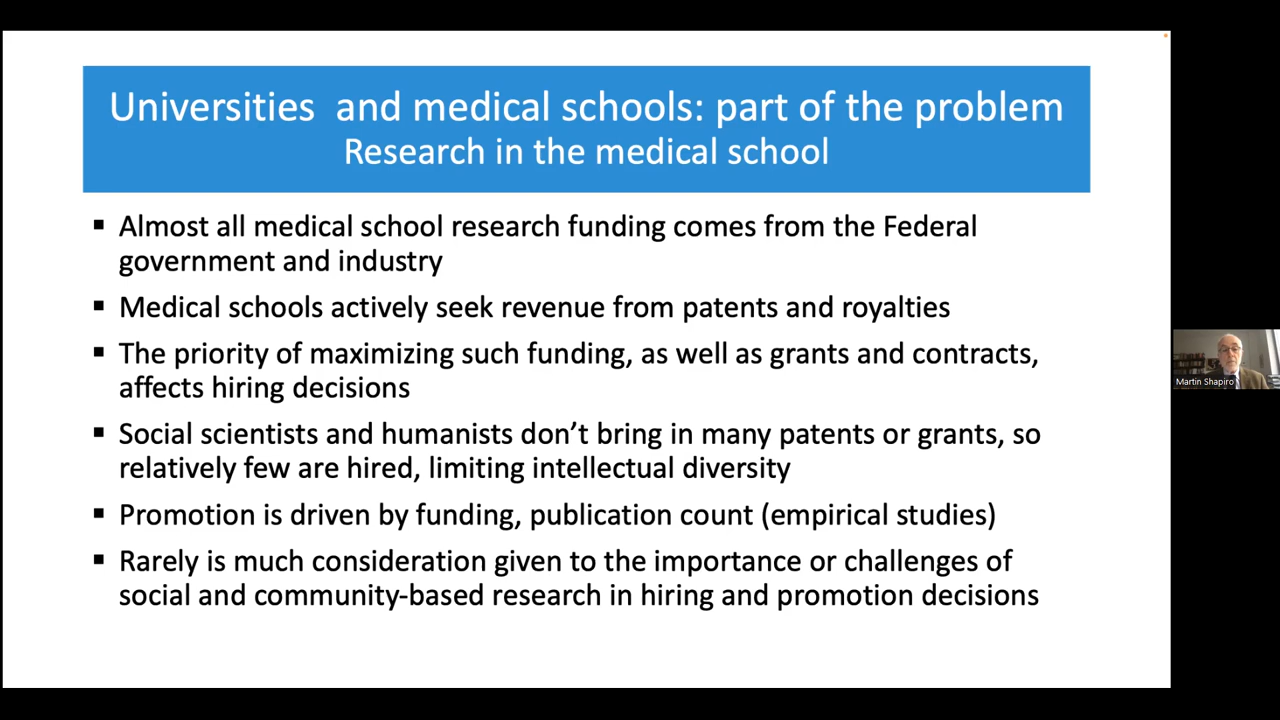 Universities  and medical schools: part of the problem
Research in the medical school
▪ Almost all medical school research funding comes from the Federal
government and industry
▪ Medical schools actively seek revenue from patents and royalties
▪ The priority of maximizing such funding, as well as grants and contracts,
affects hiring decisions
▪ Social scientists and humanists don’t bring in many patents or grants, so
relatively few are hired, limiting intellectual diversity
▪ Promotion is driven by funding, publication count (empirical studies)
▪ Rarely is much consideration given to the importance or challenges of
social and community-based research in hiring and promotion decisions
Martin Shapiro